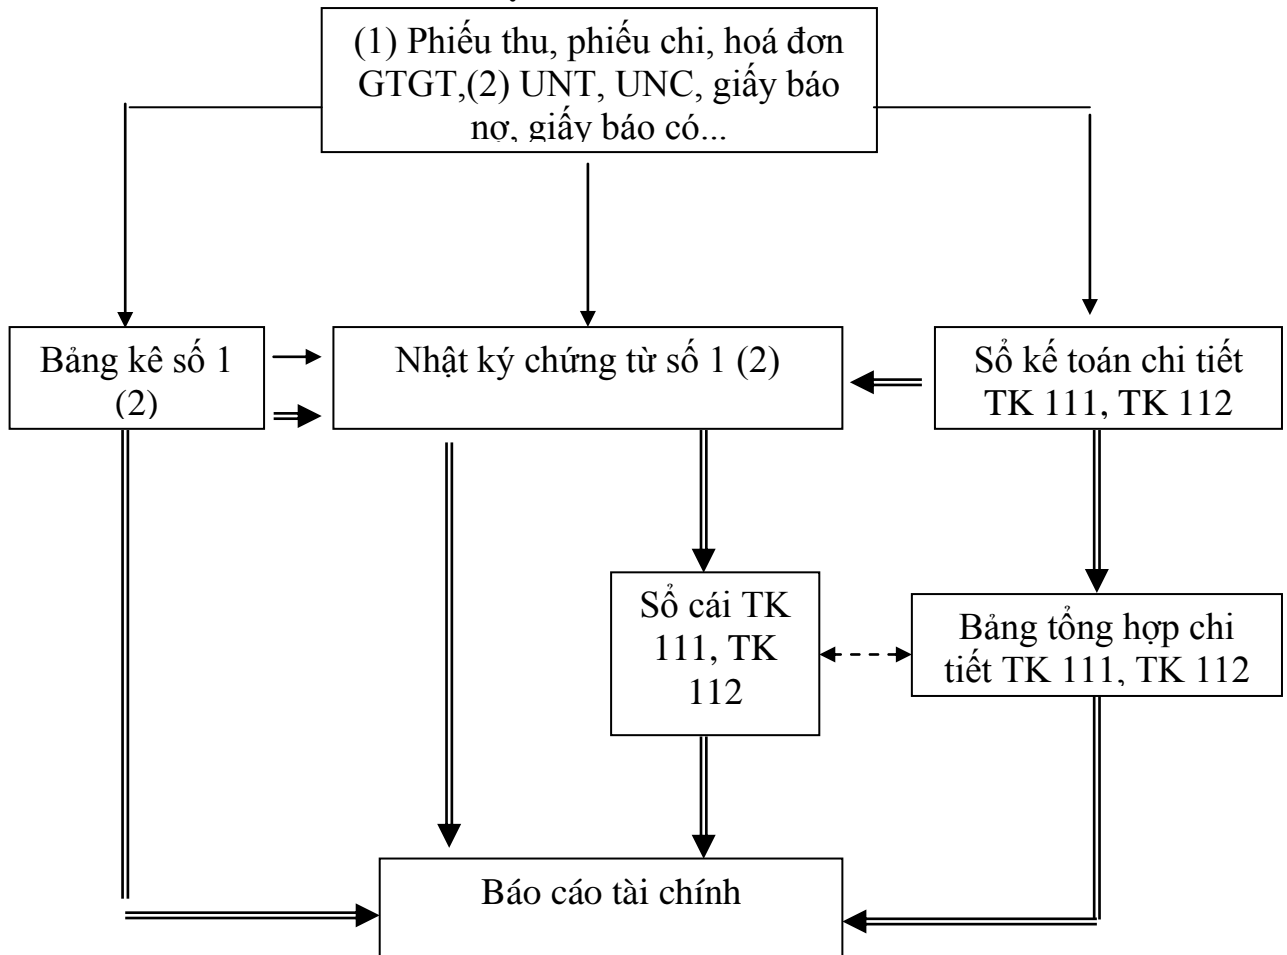 (1) Phiếu thu, phiếu chi, hoá đơn
GTGT,(2) UNT, UNC, giấy báo
nợ, giấy báo có...
Bảng kê số 1
(2)
Nhật ký chứng từ số 1 (2)
Sổ kế toán chi tiết
TK 111, TK 112
Sổ cái TK
111, TK
112
Bảng tổng hợp chi
tiết TK 111, TK 112
Báo cáo tài chính